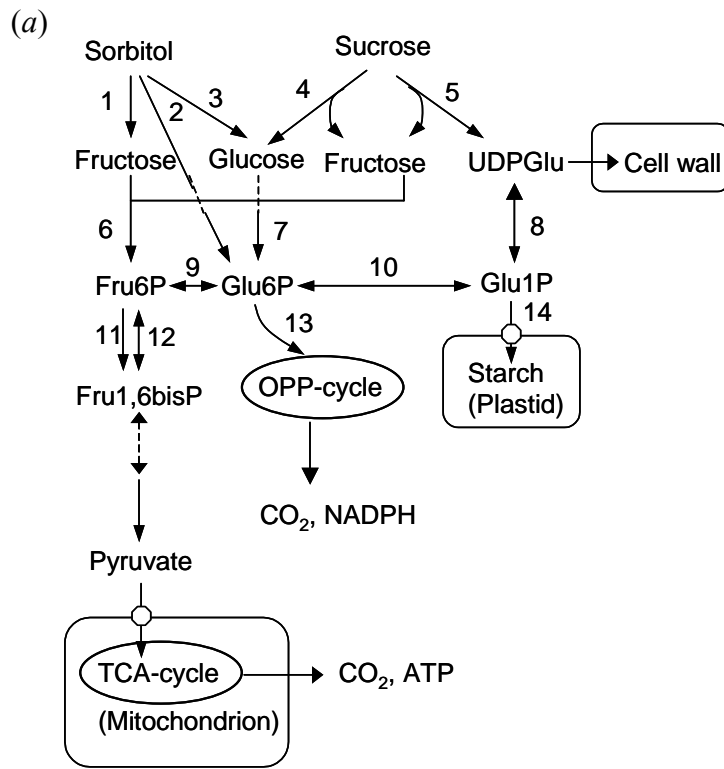 (a)
Sorbitol
Sucrose
1
2
3
4
5
Fructose
Glucose
Fructose
UDPGlu
Cell wall
6
7
8
Fru6P
9
Glu6P
10
Glu1P
11
12
13
14
Fru1,6bisP
OPP-cycle
Starch
(Plastid)
CO₂, NADPH
Pyruvate
TCA-cycle
CO₂, ATP
(Mitochondrion)